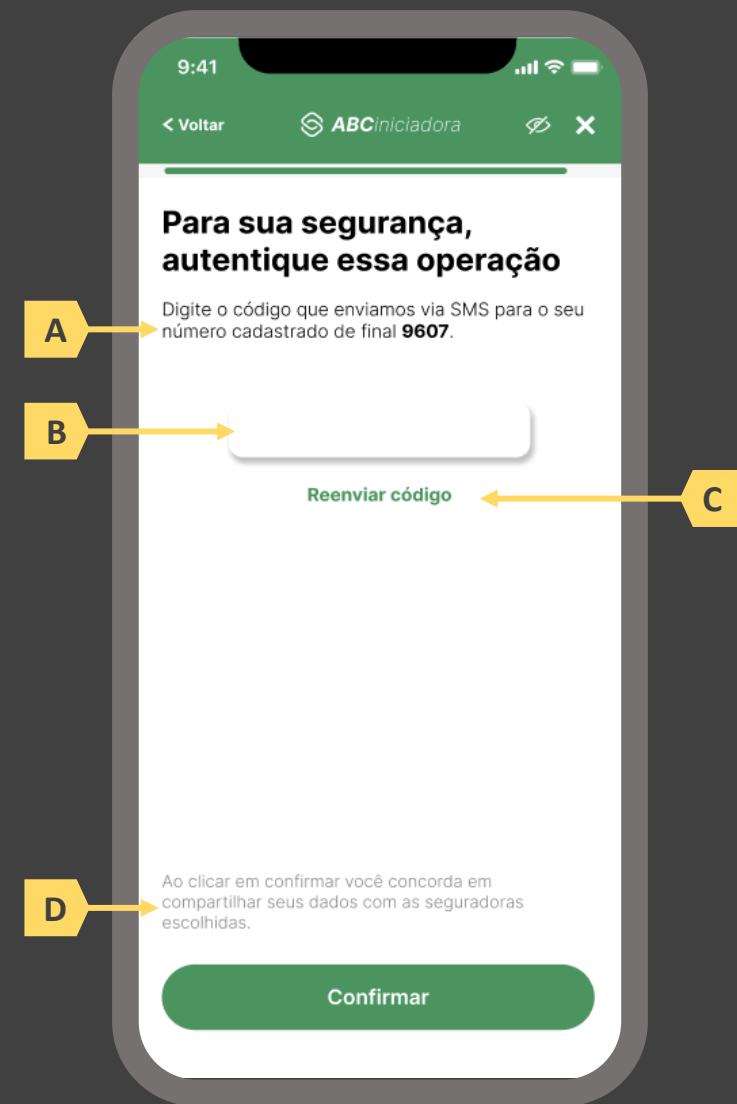 9:41
< Voltar
ABCiniciadora
Para sua segurança,
autentique essa operação
Digite o código que enviamos via SMS para o seu
número cadastrado de final 9607.
A
B
Reenviar código
C
Ao clicar em confirmar você concorda em
compartilhar seus dados com as seguradoras
escolhidas.
D
Confirmar